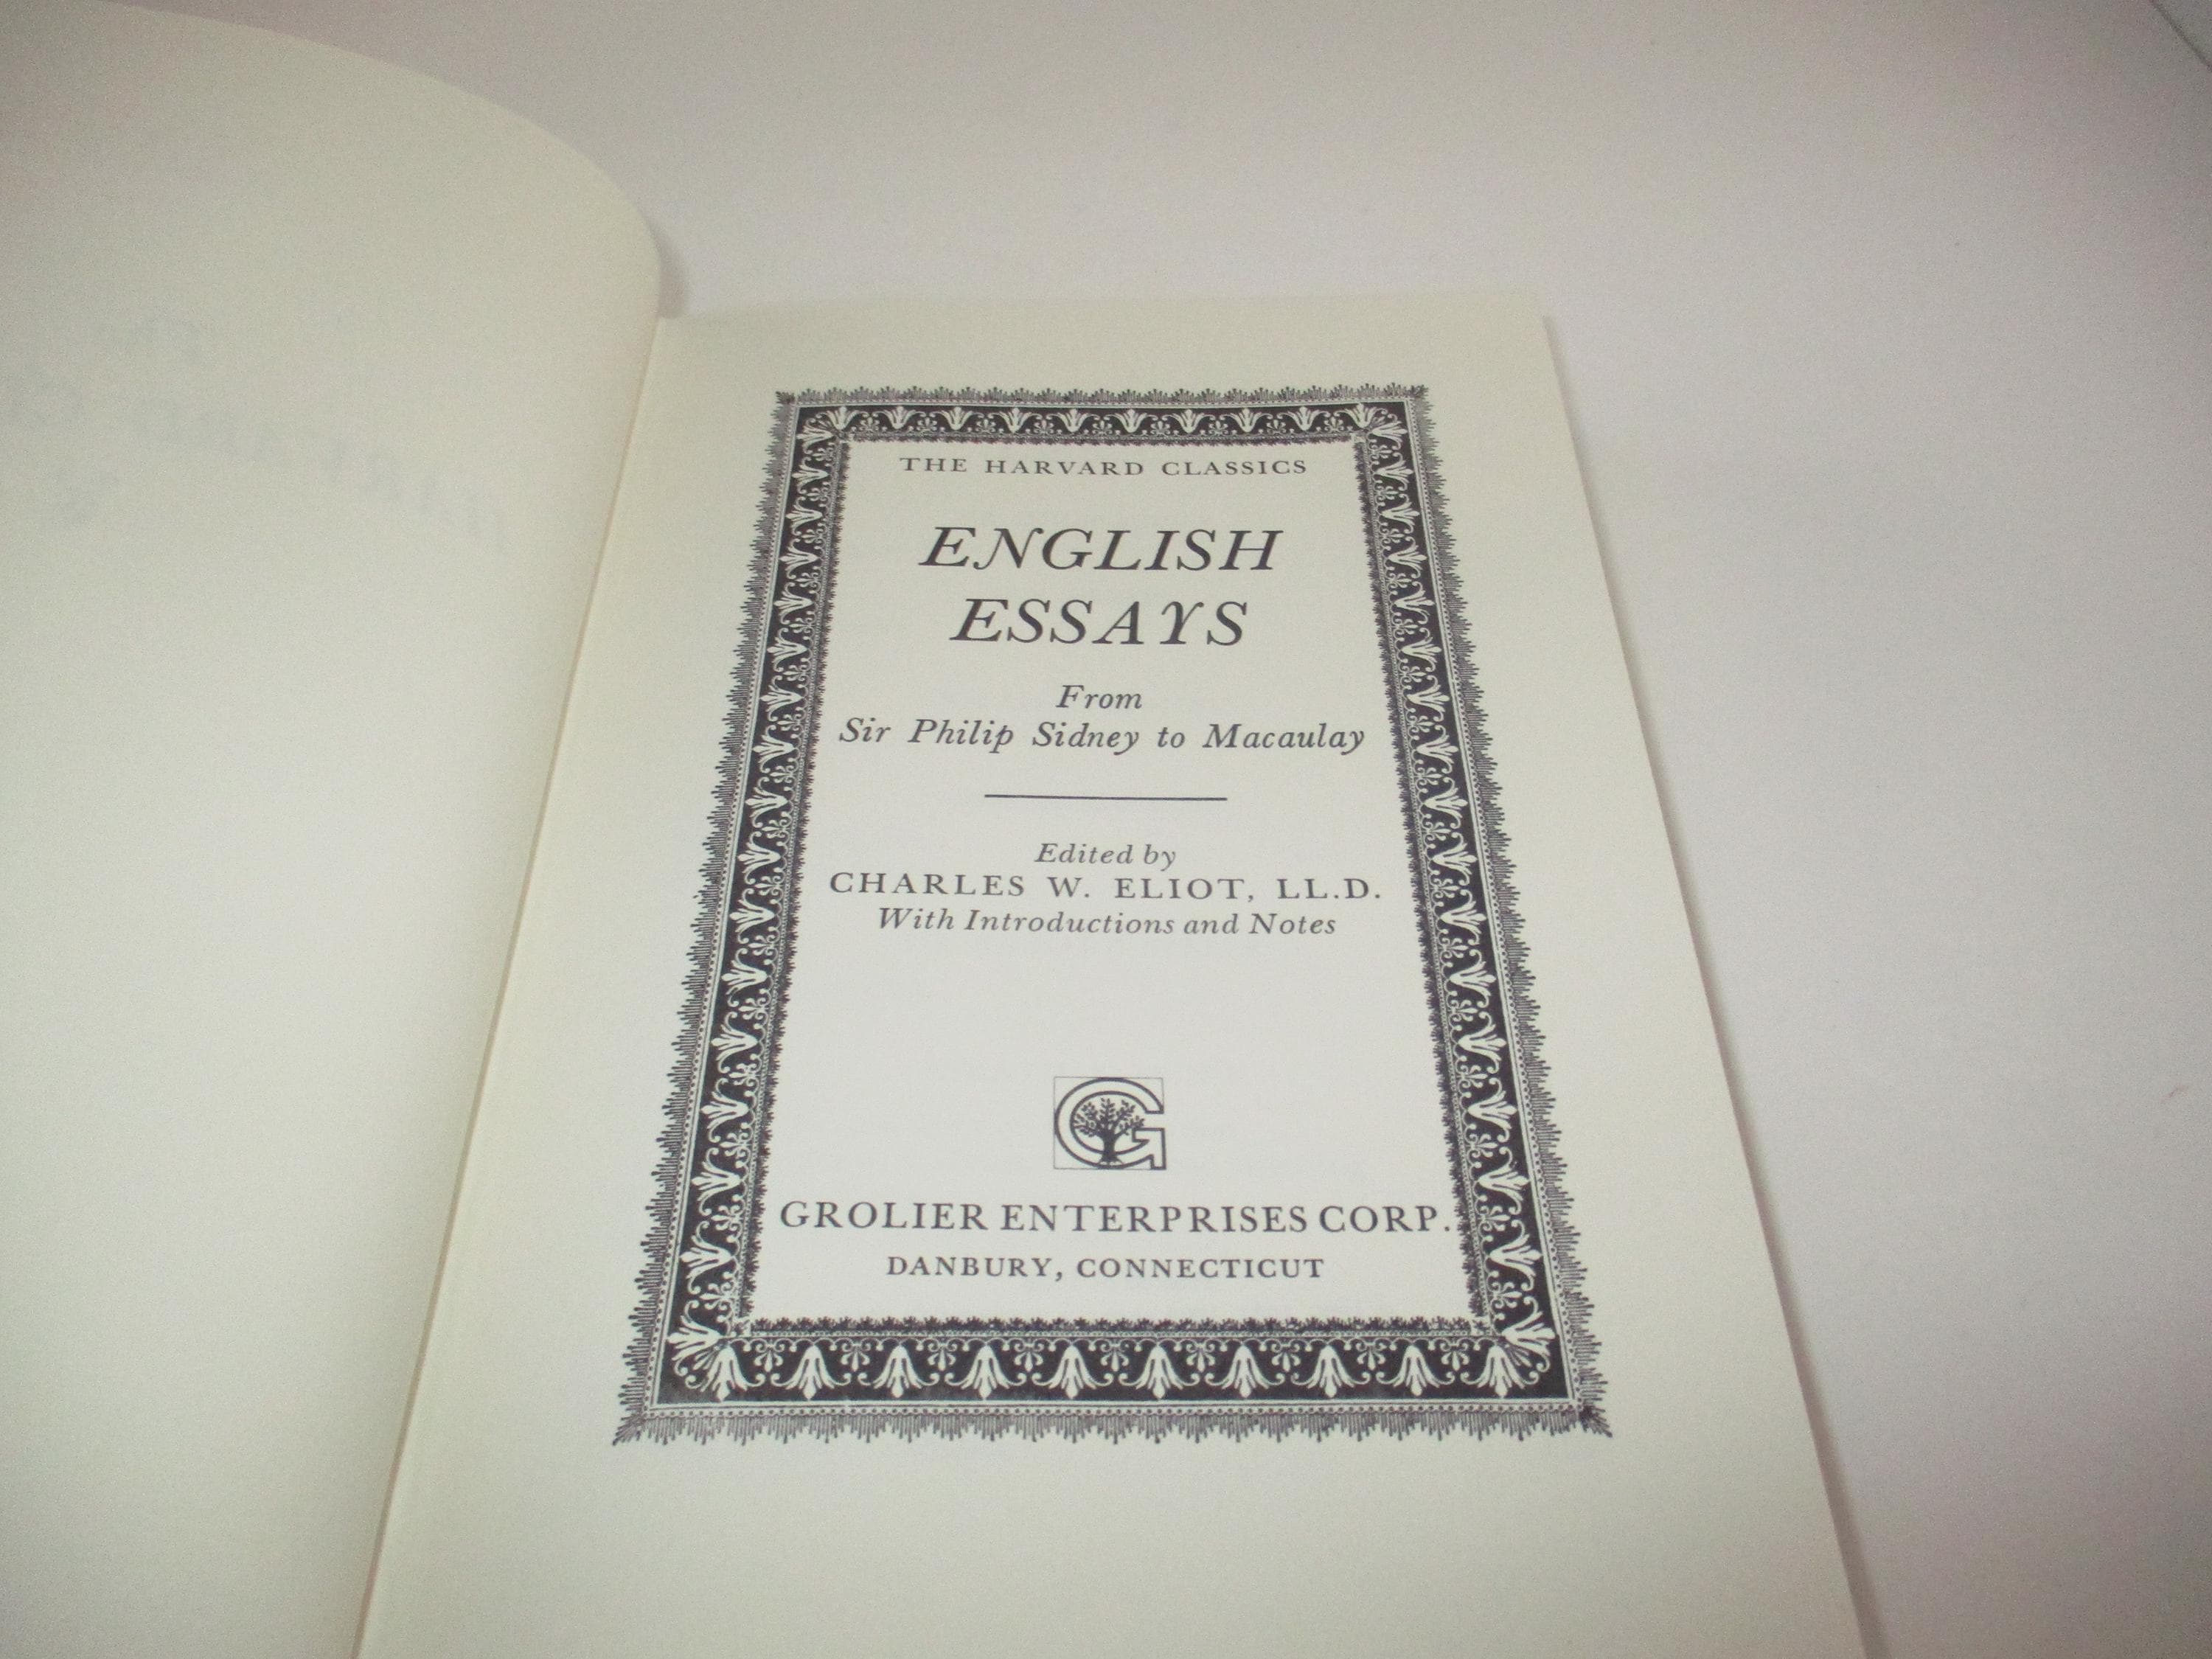 THE HARVARD CLASSICS
ENGLISH
ESSAYS
From
Sir Philip Sidney to Macaulay
Edited by
CHARLES W. ELIOT, LL.D.
With Introductions and Notes
G
GROLIER ENTERPRISES CORP.
DANBURY, CONNECTICUT